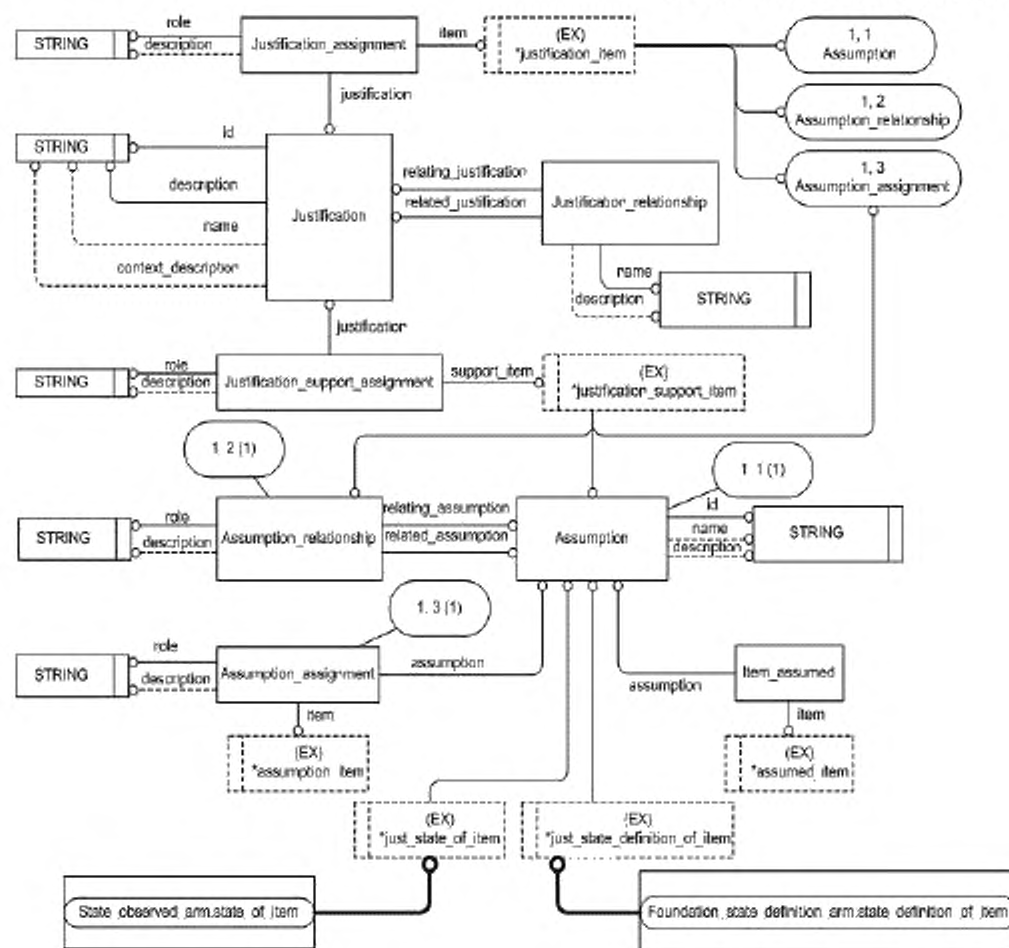 role
STRING
description
Justification_assignment
item
(EX)
*justification_item
1, 1
Assumption
justification
1, 2
Assumption_relationship
STRING
id
description
name
context_description
Justification
relating_justification
related_justification
Justification_relationship
1, 3
Assumption_assignment
name
description
STRING
justification
STRING
role
description
Justification_support_assignment
support_item
(EX)
*justification_support_item
1 2 (1)
1 1 (1)
STRING
role
description
Assumption_relationship
relating_assumption
related_assumption
Assumption
id
name
description
STRING
1. 3 (1)
STRING
role
description
Assumption_assignment
assumption
assumption
Item_assumed
item
(EX)
*assumption_item
item
(EX)
*assumed_item
(EX)
*just_state_of_item
(EX)
*just_state_definition_of_item
State_observed_arm.state_of_item
Foundation_state_definition_arm.state_definition_of_item